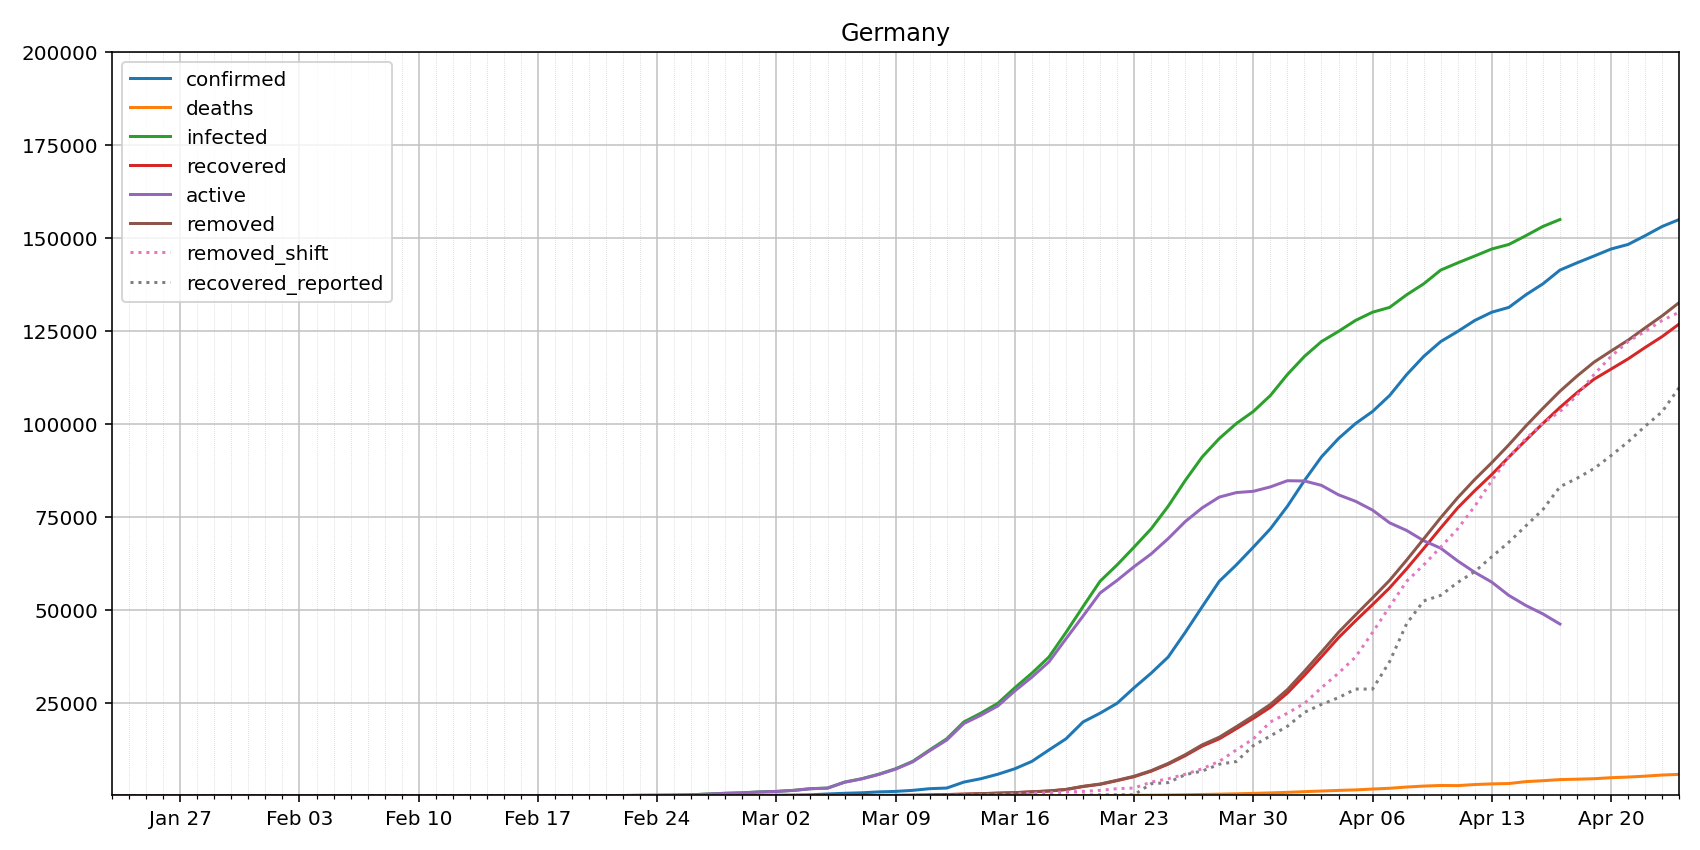 Germany
200000
175000
150000
125000
100000
75000
50000
25000
confirmed
deaths
infected
recovered
active
removed
removed_shift
recovered_reported
Jan 27 Feb 03 Feb 10 Feb 17 Feb 24 Mar 02 Mar 09 Mar 16 Mar 23 Mar 30 Apr 06 Apr 13 Apr 20